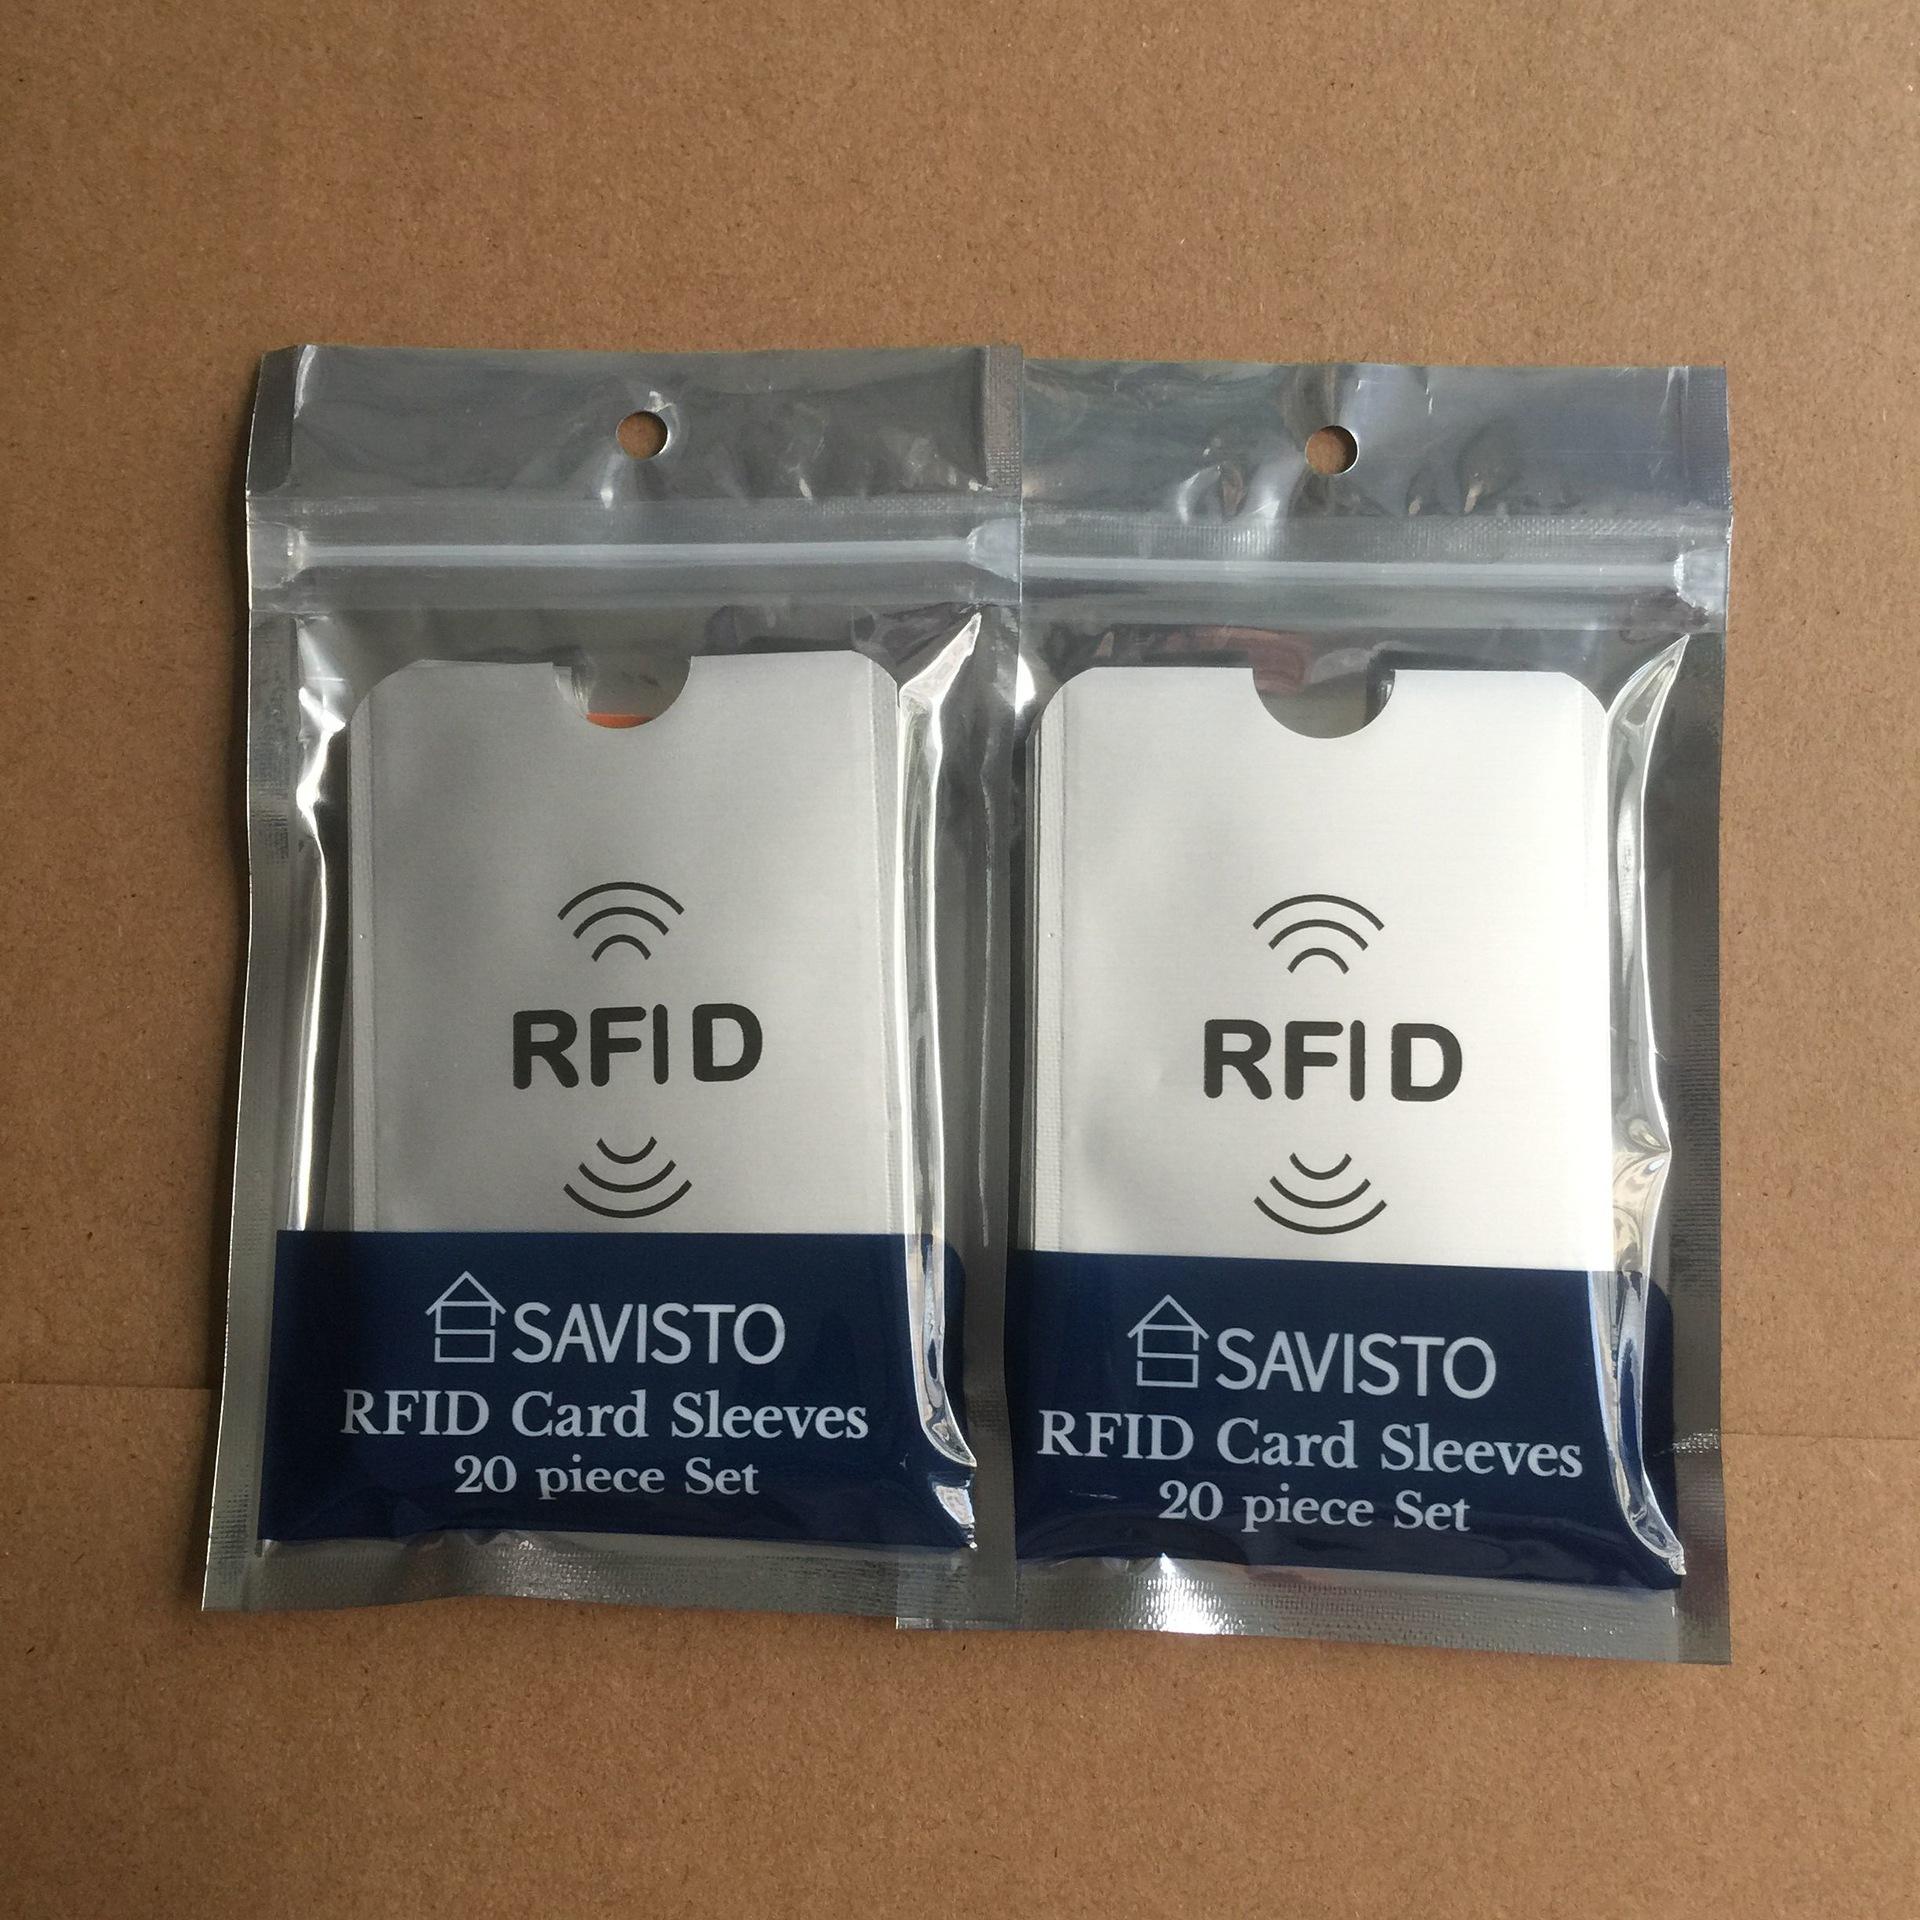 RFID
SAVISTO
RFID Card Sleeves
20 piece Set
RFID
SAVISTO
RFID Card Sleeves
20 piece Set